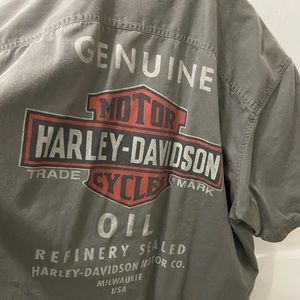 GENUINE
MOTOR
HARLEY-DAVIDSON
TRADE MARK
CYCLES
OIL
REFINERY SEALED
HARLEY-DAVIDSON MOTOR CO.
MILWAUKEE
USA